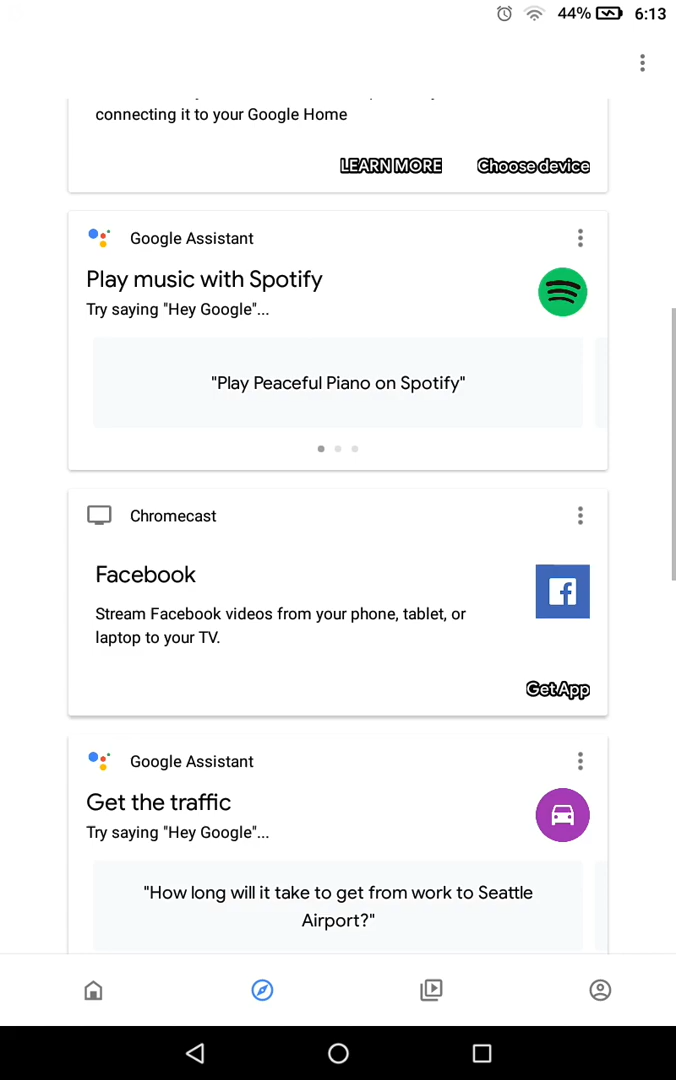 44% 6:13
connecting it to your Google Home
LEARN MORE Choose device
Google Assistant
Play music with Spotify
Try saying "Hey Google"...
"Play Peaceful Piano on Spotify"
Chromecast
Facebook
Stream Facebook videos from your phone, tablet, or
laptop to your TV.
Get App
Google Assistant
Get the traffic
Try saying "Hey Google"...
"How long will it take to get from work to Seattle
Airport?"